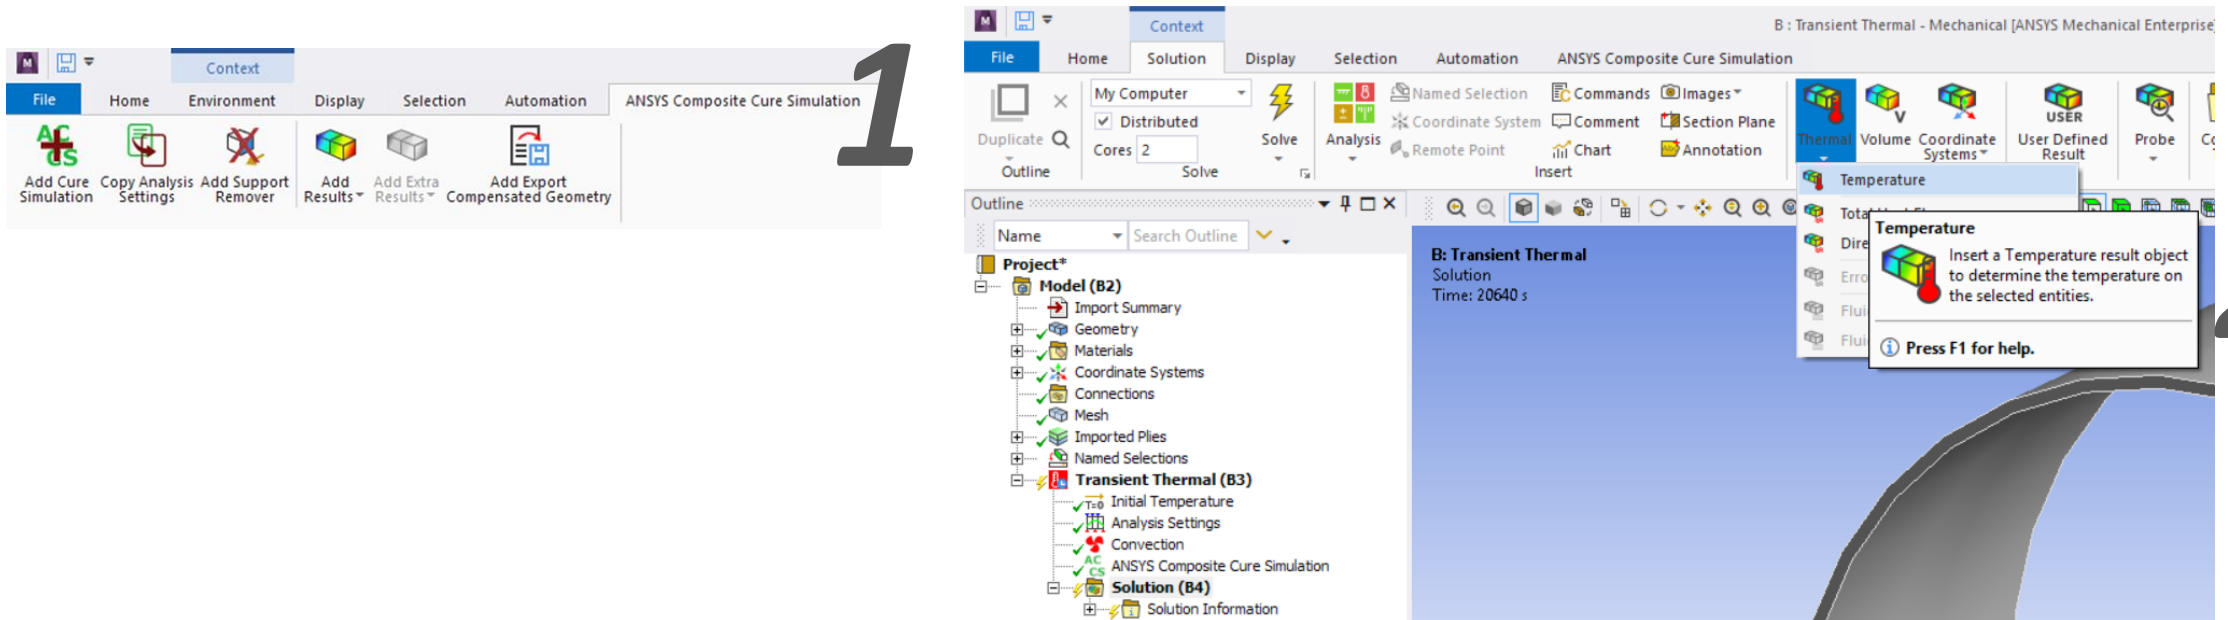 Context
File Home Environment Display Selection Automation ANSYS Composite Cure Simulation
Add Cure Simulation
Copy Analysis Settings
Add Support Remover
Add Results
Add Extra Results
Add Export Compensated Geometry
1
Context
B : Transient Thermal - Mechanical [ANSYS Mechanical Enterprise]
File Home Solution Display Selection Automation ANSYS Composite Cure Simulation
Duplicate
Outline
My Computer
Distributed
Cores 2
Solve
Solve
Analysis
Named Selection
Coordinate System
Remote Point
Commands
Comment
Chart
Images
Section Plane
Annotation
Insert
Thermal
Volume
Coordinate Systems
User Defined Result
Probe
Temperature
Temperature
Insert a Temperature result object
to determine the temperature on
the selected entities.
Press F1 for help.
Outline
Name Search Outline
Project*
Model (B2)
Import Summary
Geometry
Materials
Coordinate Systems
Connections
Mesh
Imported Plies
Named Selections
Transient Thermal (B3)
Initial Temperature
Analysis Settings
Convection
ANSYS Composite Cure Simulation
Solution (B4)
Solution Information
B: Transient Thermal
Solution
Time: 20640 s